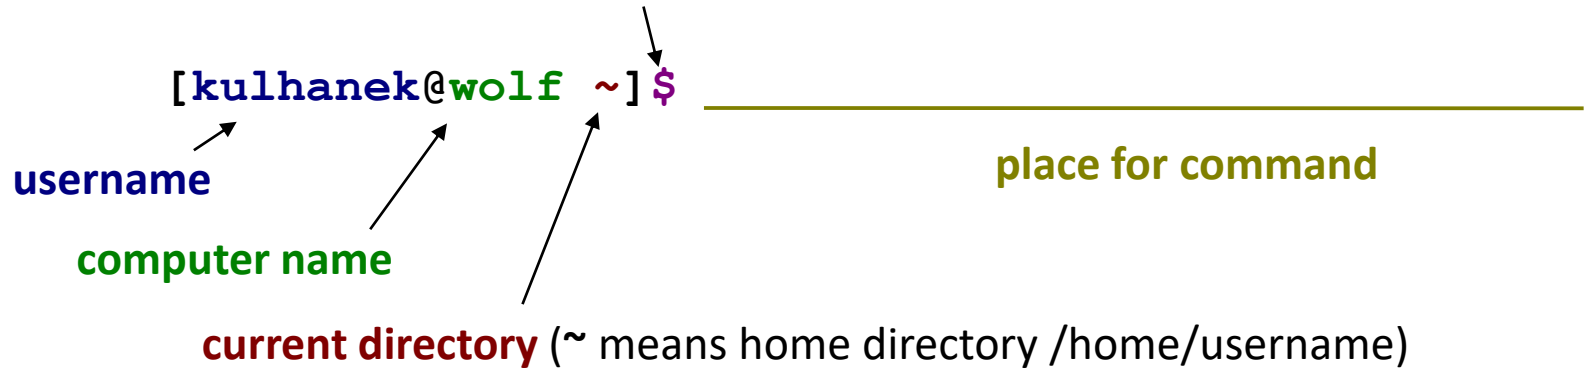 [kulhanek@wolf ~]$
place for command
username
computer name
current directory (~ means home directory /home/username)